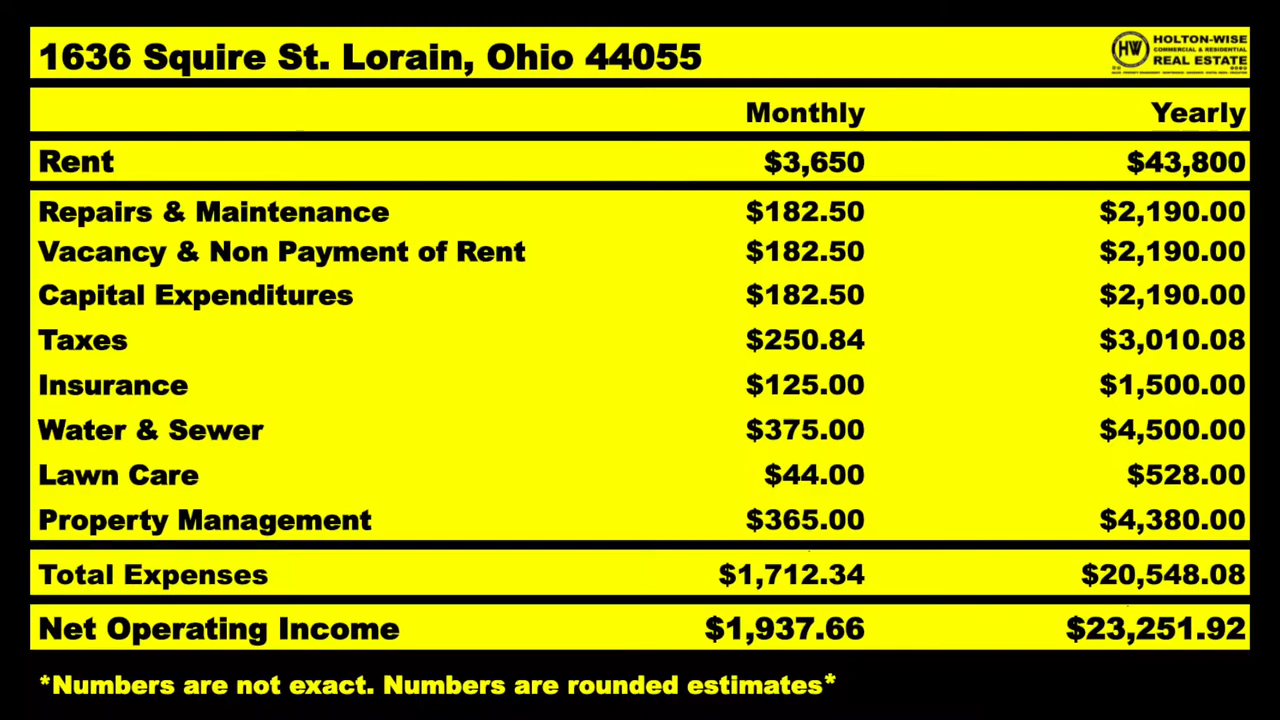 1636 Squire St. Lorain, Ohio 44055
HW
HOLTON-WISE
COMMERCIAL & RESIDENTIAL
REAL ESTATE
Monthly Yearly
Rent $3,650 $43,800
Repairs & Maintenance $182.50 $2,190.00
Vacancy & Non Payment of Rent $182.50 $2,190.00
Capital Expenditures $182.50 $2,190.00
Taxes $250.84 $3,010.08
Insurance $125.00 $1,500.00
Water & Sewer $375.00 $4,500.00
Lawn Care $44.00 $528.00
Property Management $365.00 $4,380.00
Total Expenses $1,712.34 $20,548.08
Net Operating Income $1,937.66 $23,251.92
*Numbers are not exact. Numbers are rounded estimates*